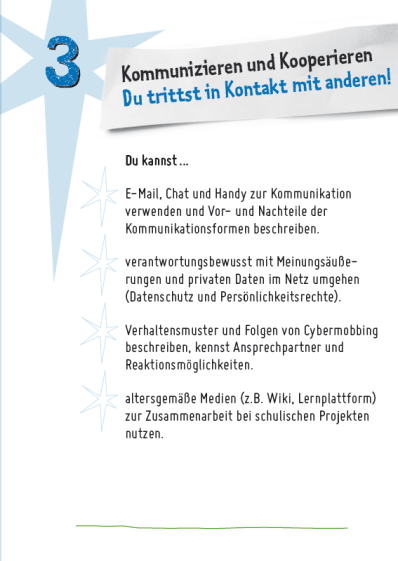 3
Kommunizieren und Kooperieren
Du trittst in Kontakt mit anderen!
Du kannst ...
E-Mail, Chat und Handy zur Kommunikation
verwenden und Vor- und Nachteile der
Kommunikationsformen beschreiben.
verantwortungsbewusst mit Meinungsäuße-
rungen und privaten Daten im Netz umgehen
(Datenschutz und Persönlichkeitsrechte).
Verhaltensmuster und Folgen von Cybermobbing
beschreiben, kennst Ansprechpartner und
Reaktionsmöglichkeiten.
altersgemäße Medien (z.B. Wiki, Lernplattform)
zur Zusammenarbeit bei schulischen Projekten
nutzen.